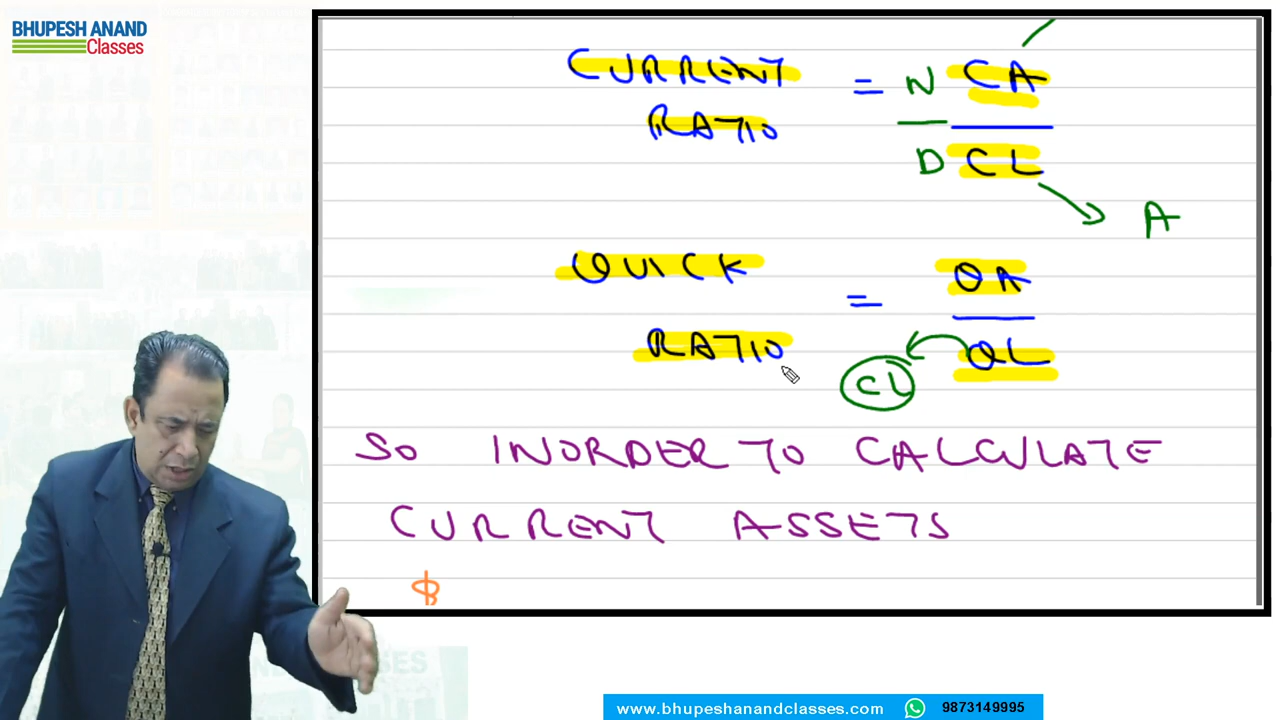 BHUPESH ANAND
Classes
CURRENT
RATIO
= N CA
D CL
A
QUICK
RATIO
= QA
QL
CL
SO INORDER TO CALCULATE
CURRENT ASSETS
www.bhupeshanandclasses.com 9873149995